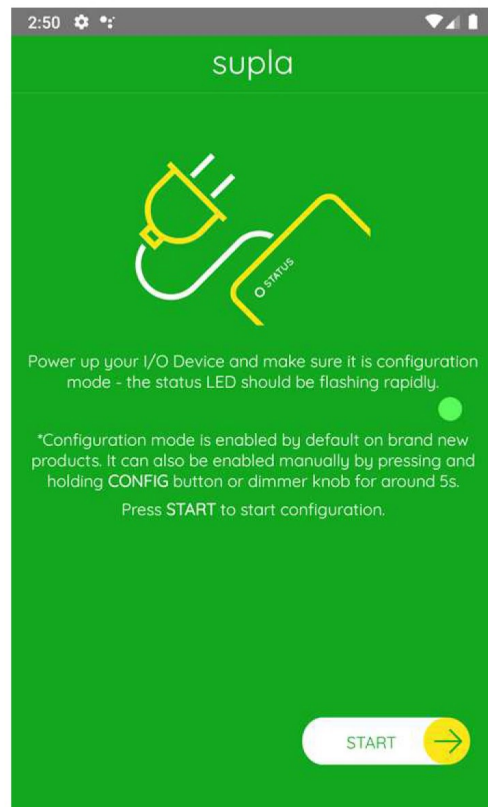 2:50
supla
STATUS
Power up your I/O Device and make sure it is configuration
mode - the status LED should be flashing rapidly.
*Configuration mode is enabled by default on brand new
products. It can also be enabled manually by pressing and
holding CONFIG button or dimmer knob for around 5s.
Press START to start configuration.
START